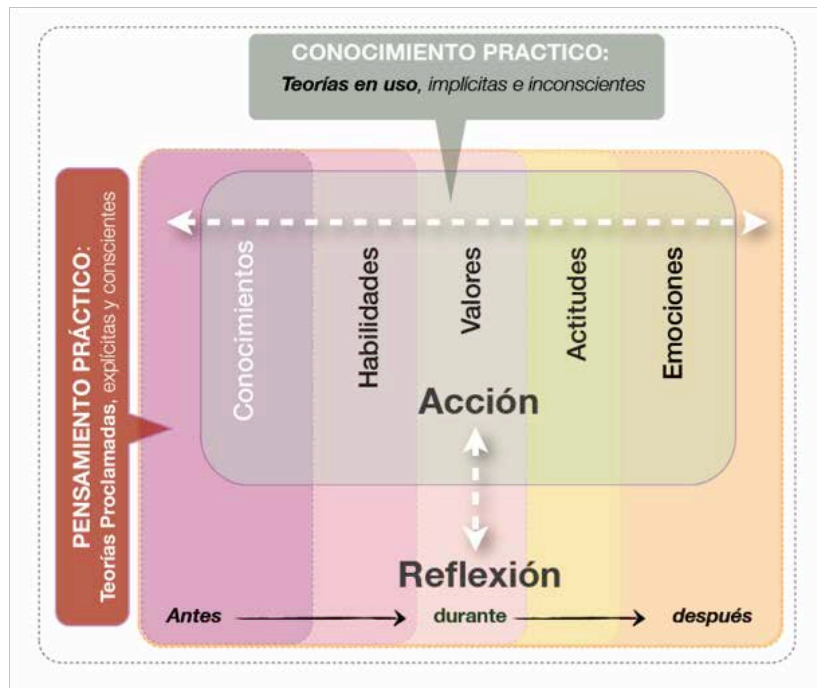 CONOCIMIENTO PRACTICO:
Teorías en uso, implícitas e inconscientes
PENSAMIENTO PRÁCTICO:
Teorías Proclamadas, explícitas y conscientes
Conocimientos
Habilidades
Valores
Actitudes
Emociones
Acción
Reflexión
Antes durante después